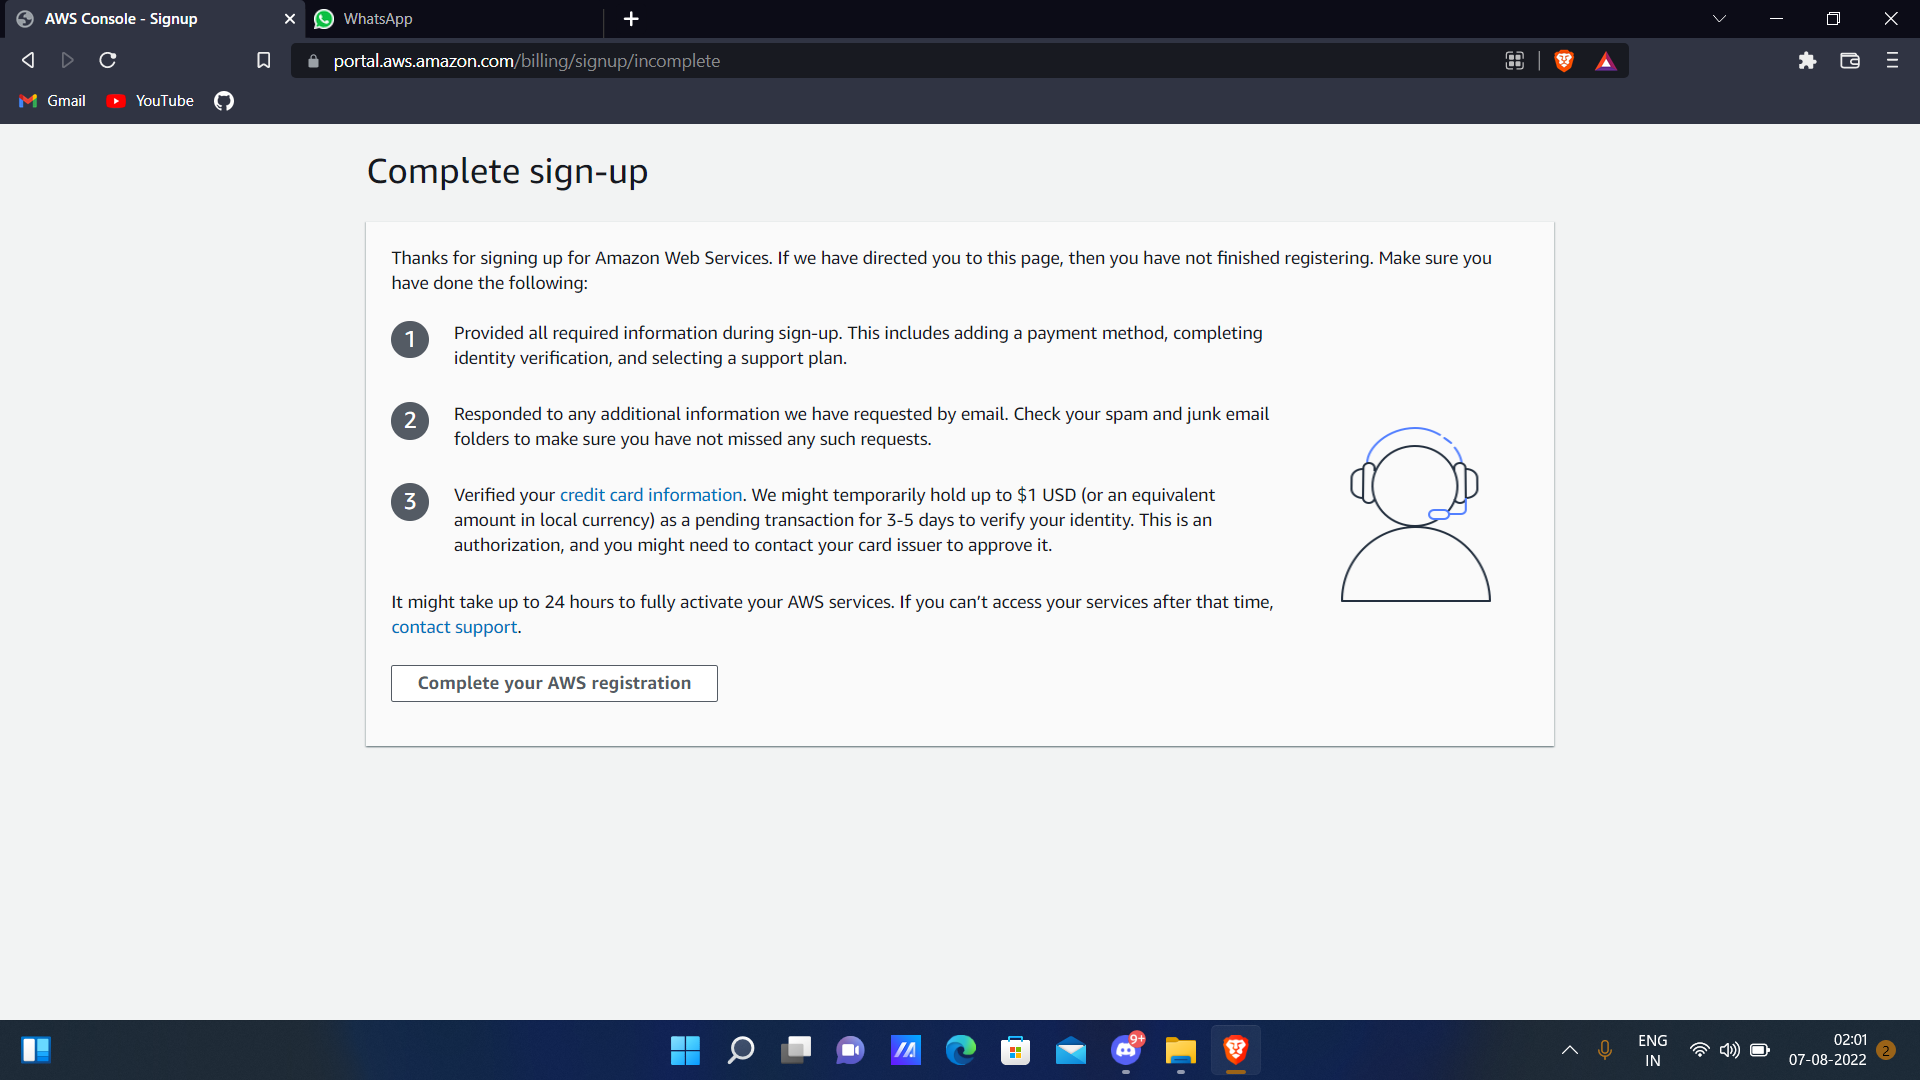 AWS Console - Signup
WhatsApp
portal.aws.amazon.com/billing/signup/incomplete
Gmail
YouTube
Complete sign-up
Thanks for signing up for Amazon Web Services. If we have directed you to this page, then you have not finished registering. Make sure you
have done the following:
1
Provided all required information during sign-up. This includes adding a payment method, completing
identity verification, and selecting a support plan.
2
Responded to any additional information we have requested by email. Check your spam and junk email
folders to make sure you have not missed any such requests.
3
Verified your credit card information. We might temporarily hold up to $1 USD (or an equivalent
amount in local currency) as a pending transaction for 3-5 days to verify your identity. This is an
authorization, and you might need to contact your card issuer to approve it.
It might take up to 24 hours to fully activate your AWS services. If you can’t access your services after that time,
contact support.
Complete your AWS registration
9+
ENG
IN
02:01
07-08-2022
2